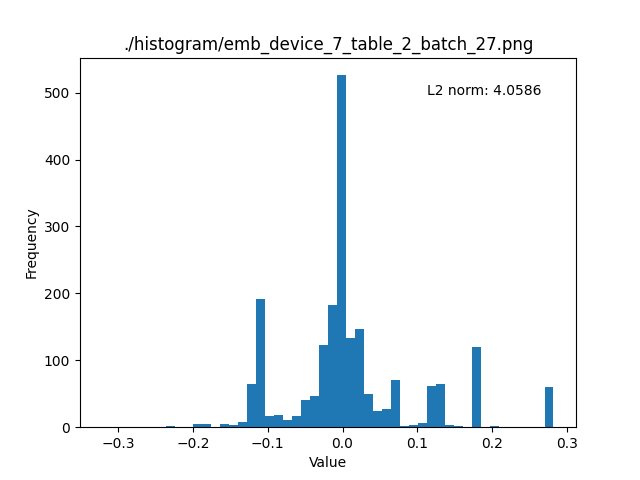 ./histogram/emb_device_7_table_2_batch_27.png
L2 norm: 4.0586
500
400
300
200
100
0
Frequency
−0.3 −0.2 −0.1 0.0 0.1 0.2 0.3
Value